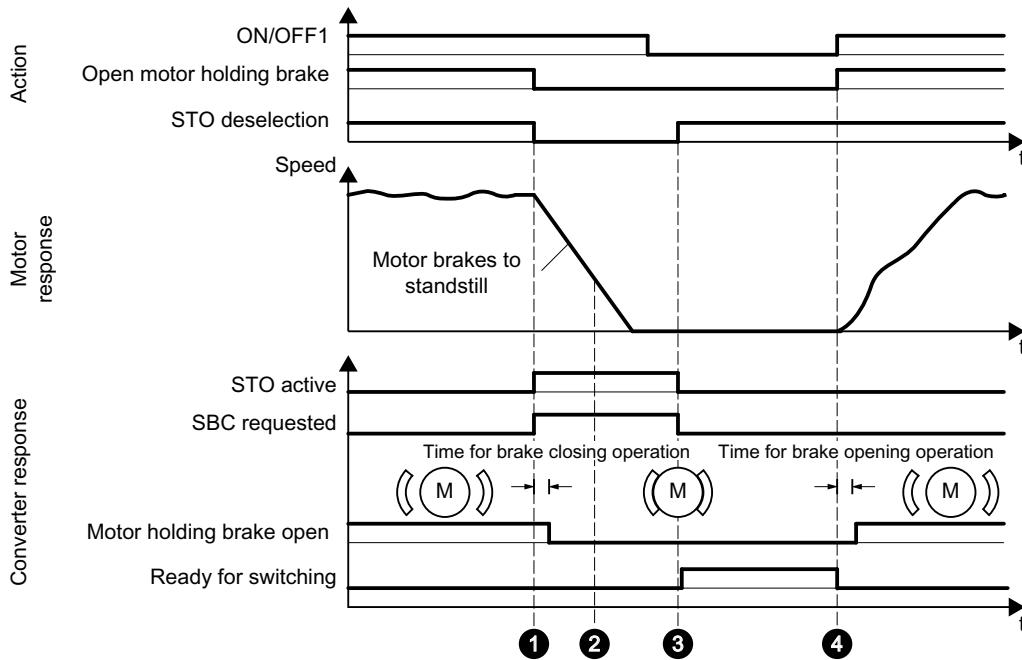 Action
ON/OFF1
Open motor holding brake
STO deselection
t
Motor
response
Speed
Motor brakes to
standstill
t
Converter response
STO active
SBC requested
Time for brake closing operation
Time for brake opening operation
M
M
M
Motor holding brake open
Ready for switching
t
1
2
3
4